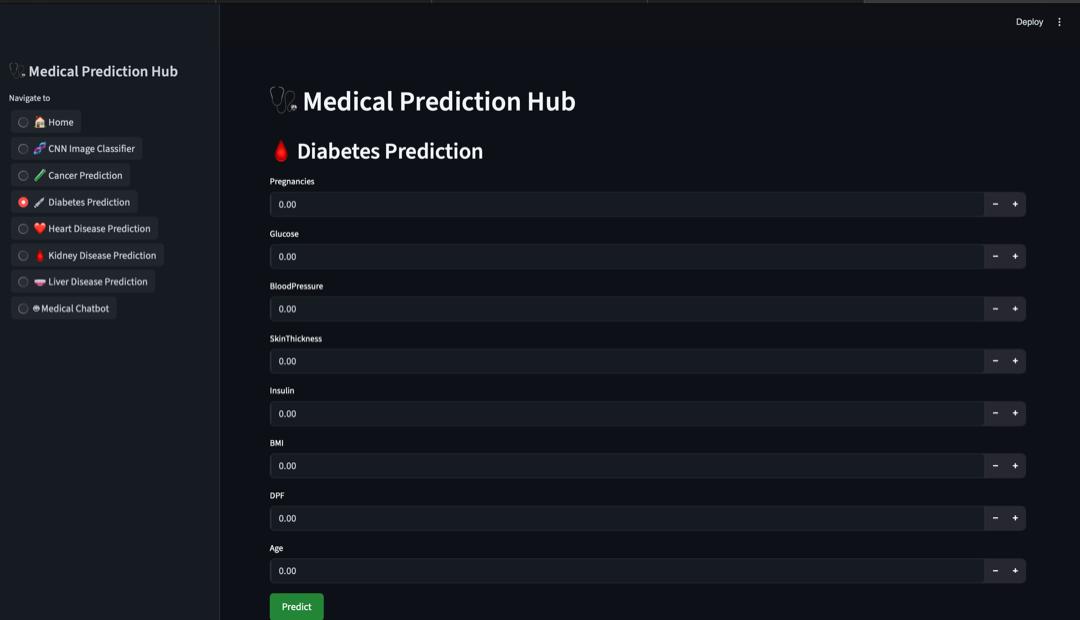 Deploy
Medical Prediction Hub
Navigate to
Home
CNN Image Classifier
Cancer Prediction
Diabetes Prediction
Heart Disease Prediction
Kidney Disease Prediction
Liver Disease Prediction
Medical Chatbot
Medical Prediction Hub
Diabetes Prediction
Pregnancies
0.00
Glucose
0.00
BloodPressure
0.00
SkinThickness
0.00
Insulin
0.00
BMI
0.00
DPF
0.00
Age
0.00
Predict